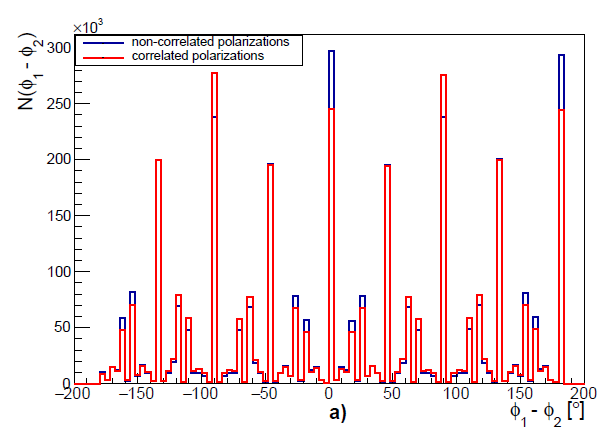 ×10³
N(ϕ₁ - ϕ₂)
non-correlated polarizations
correlated polarizations
300
250
200
150
100
50
0
−200 −150 −100 −50 0 50 100 150 200
a)
ϕ₁ - ϕ₂ [°]